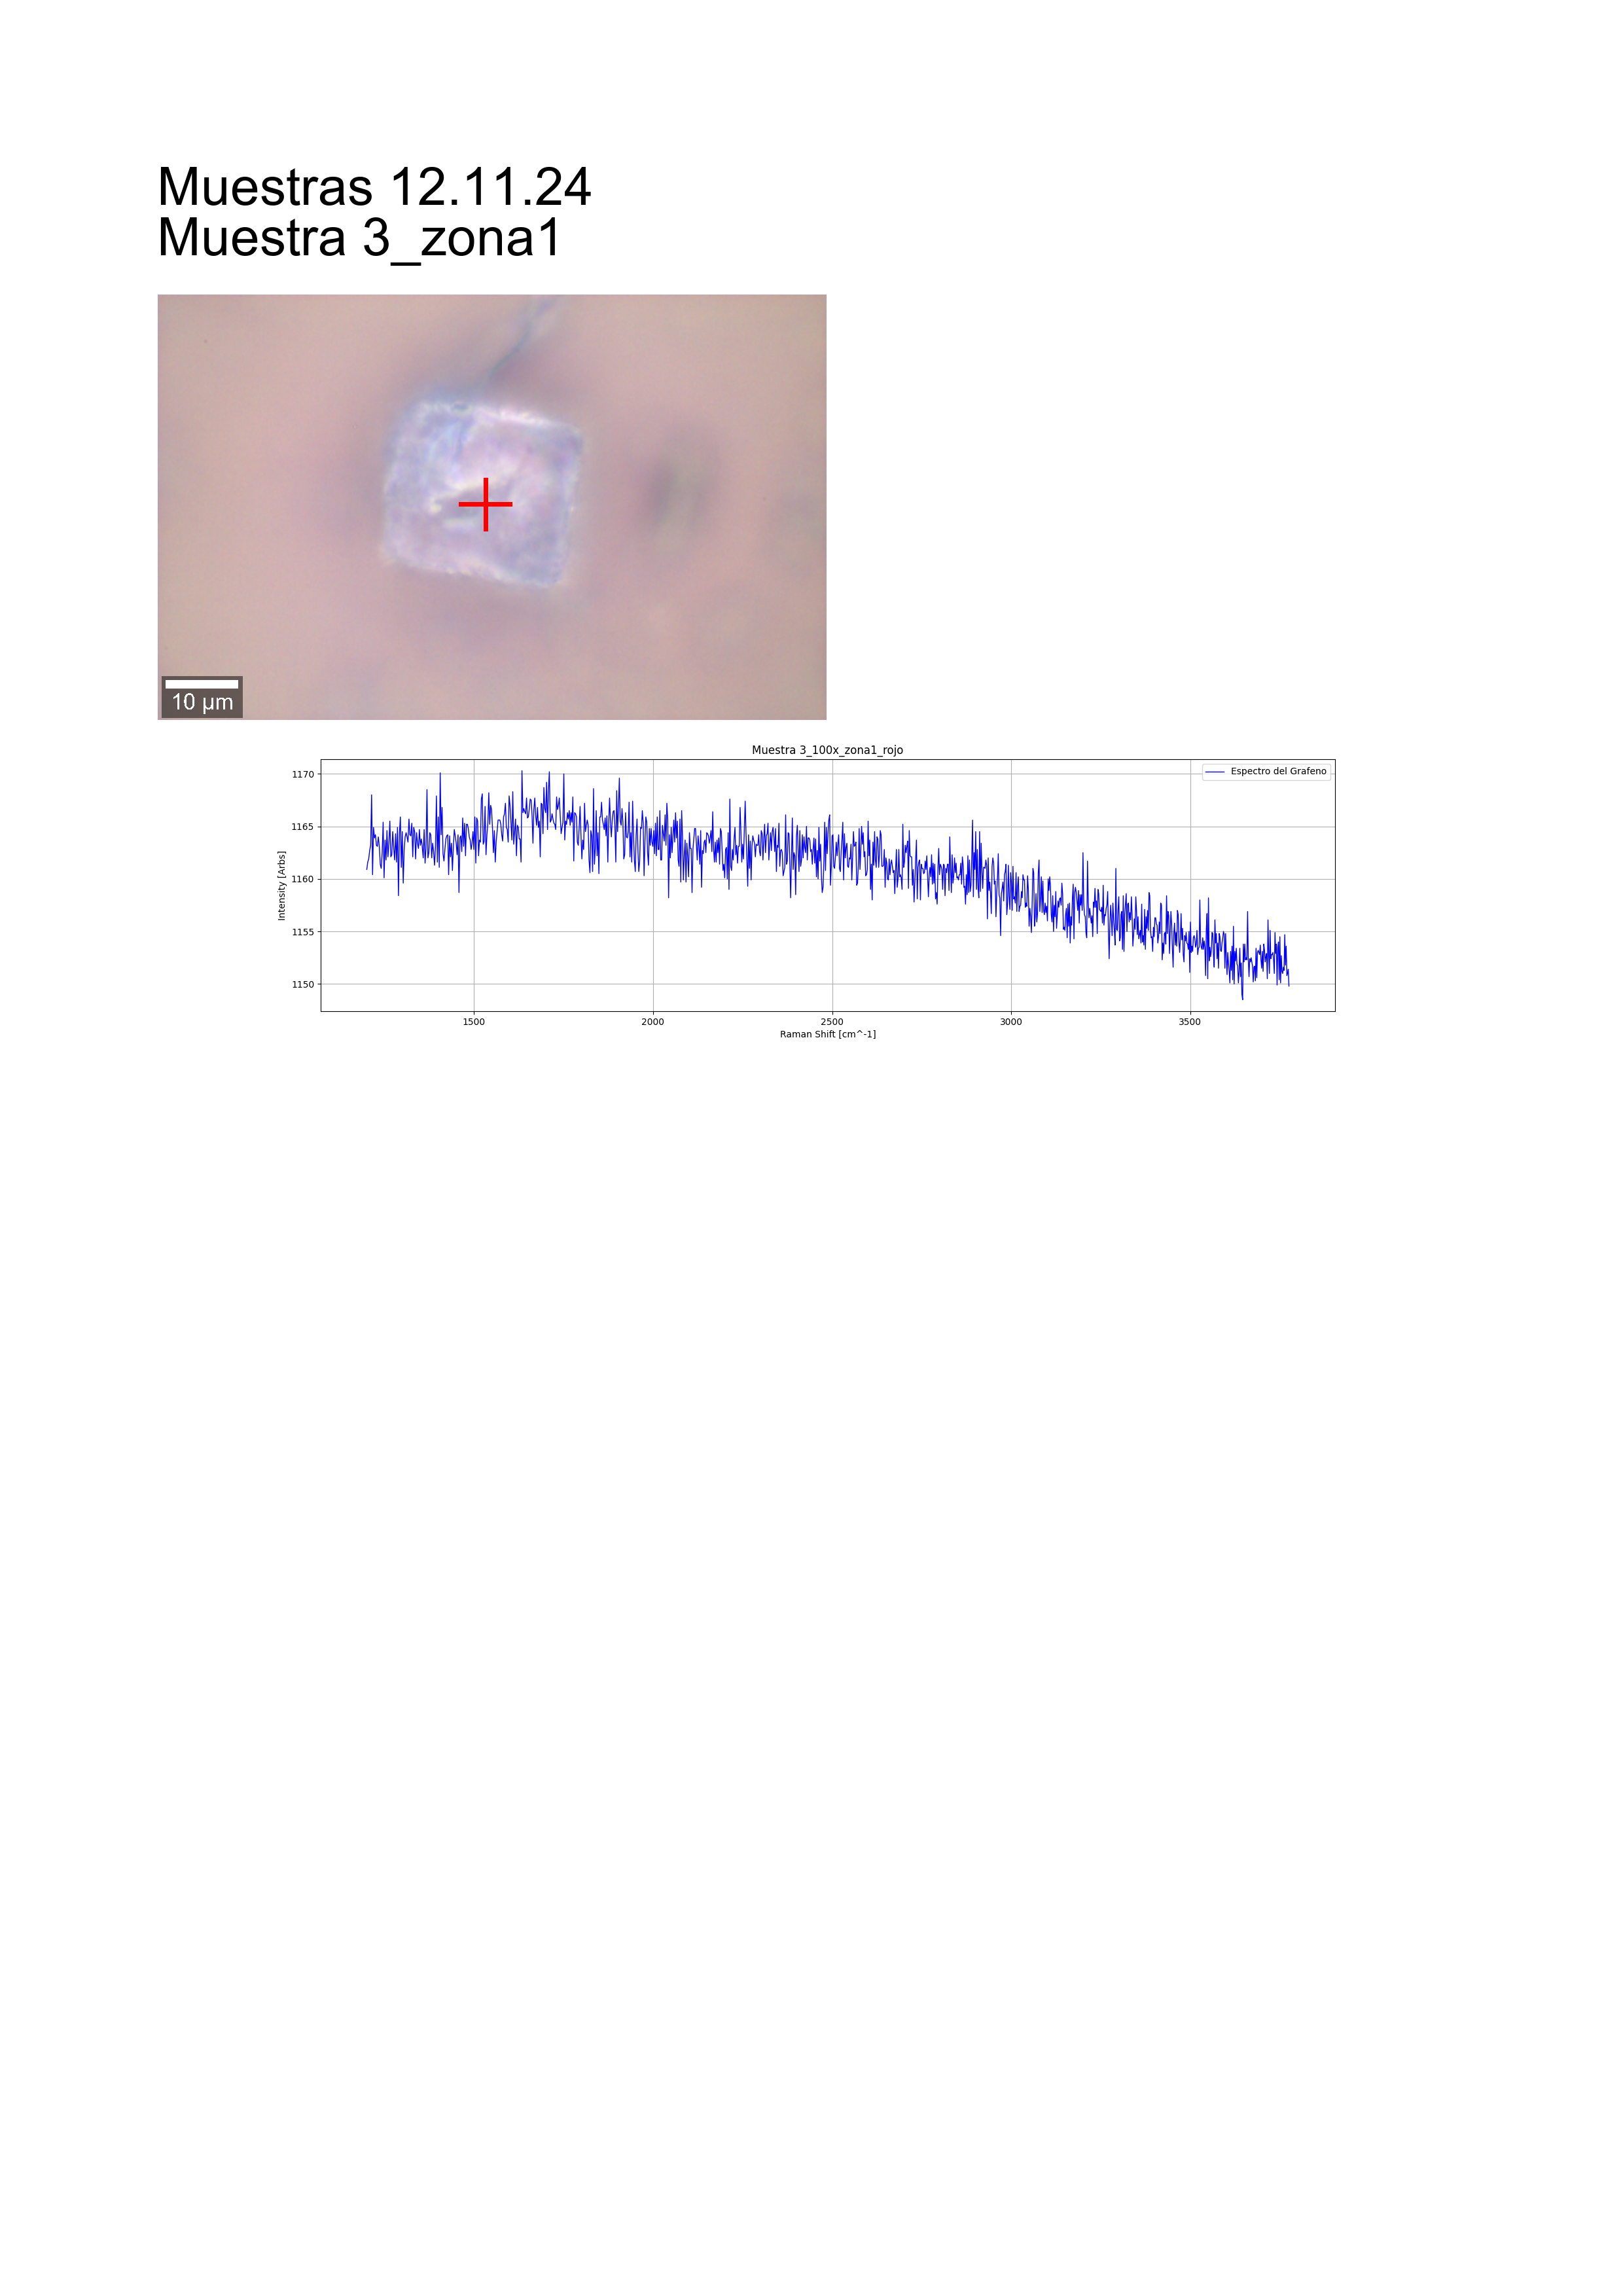 Muestras 12.11.24
Muestra 3_zona1
10 µm
Muestra 3_100x_zona1_rojo
Espectro del Grafeno
Intensity [Arbs]
1170
1165
1160
1155
1150
1500 2000 2500 3000 3500
Raman Shift [cm^-1]